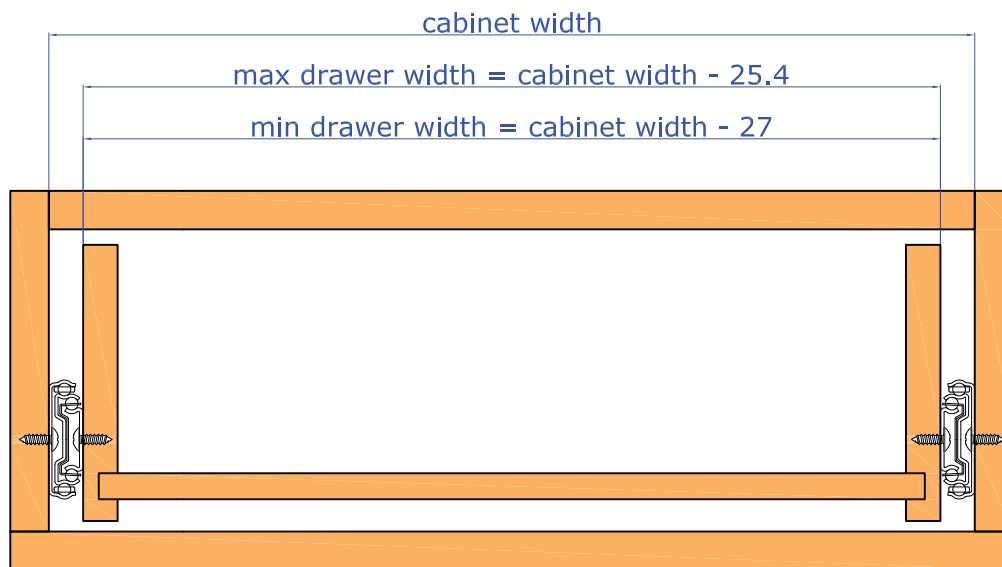 cabinet width
max drawer width = cabinet width - 25.4
min drawer width = cabinet width - 27